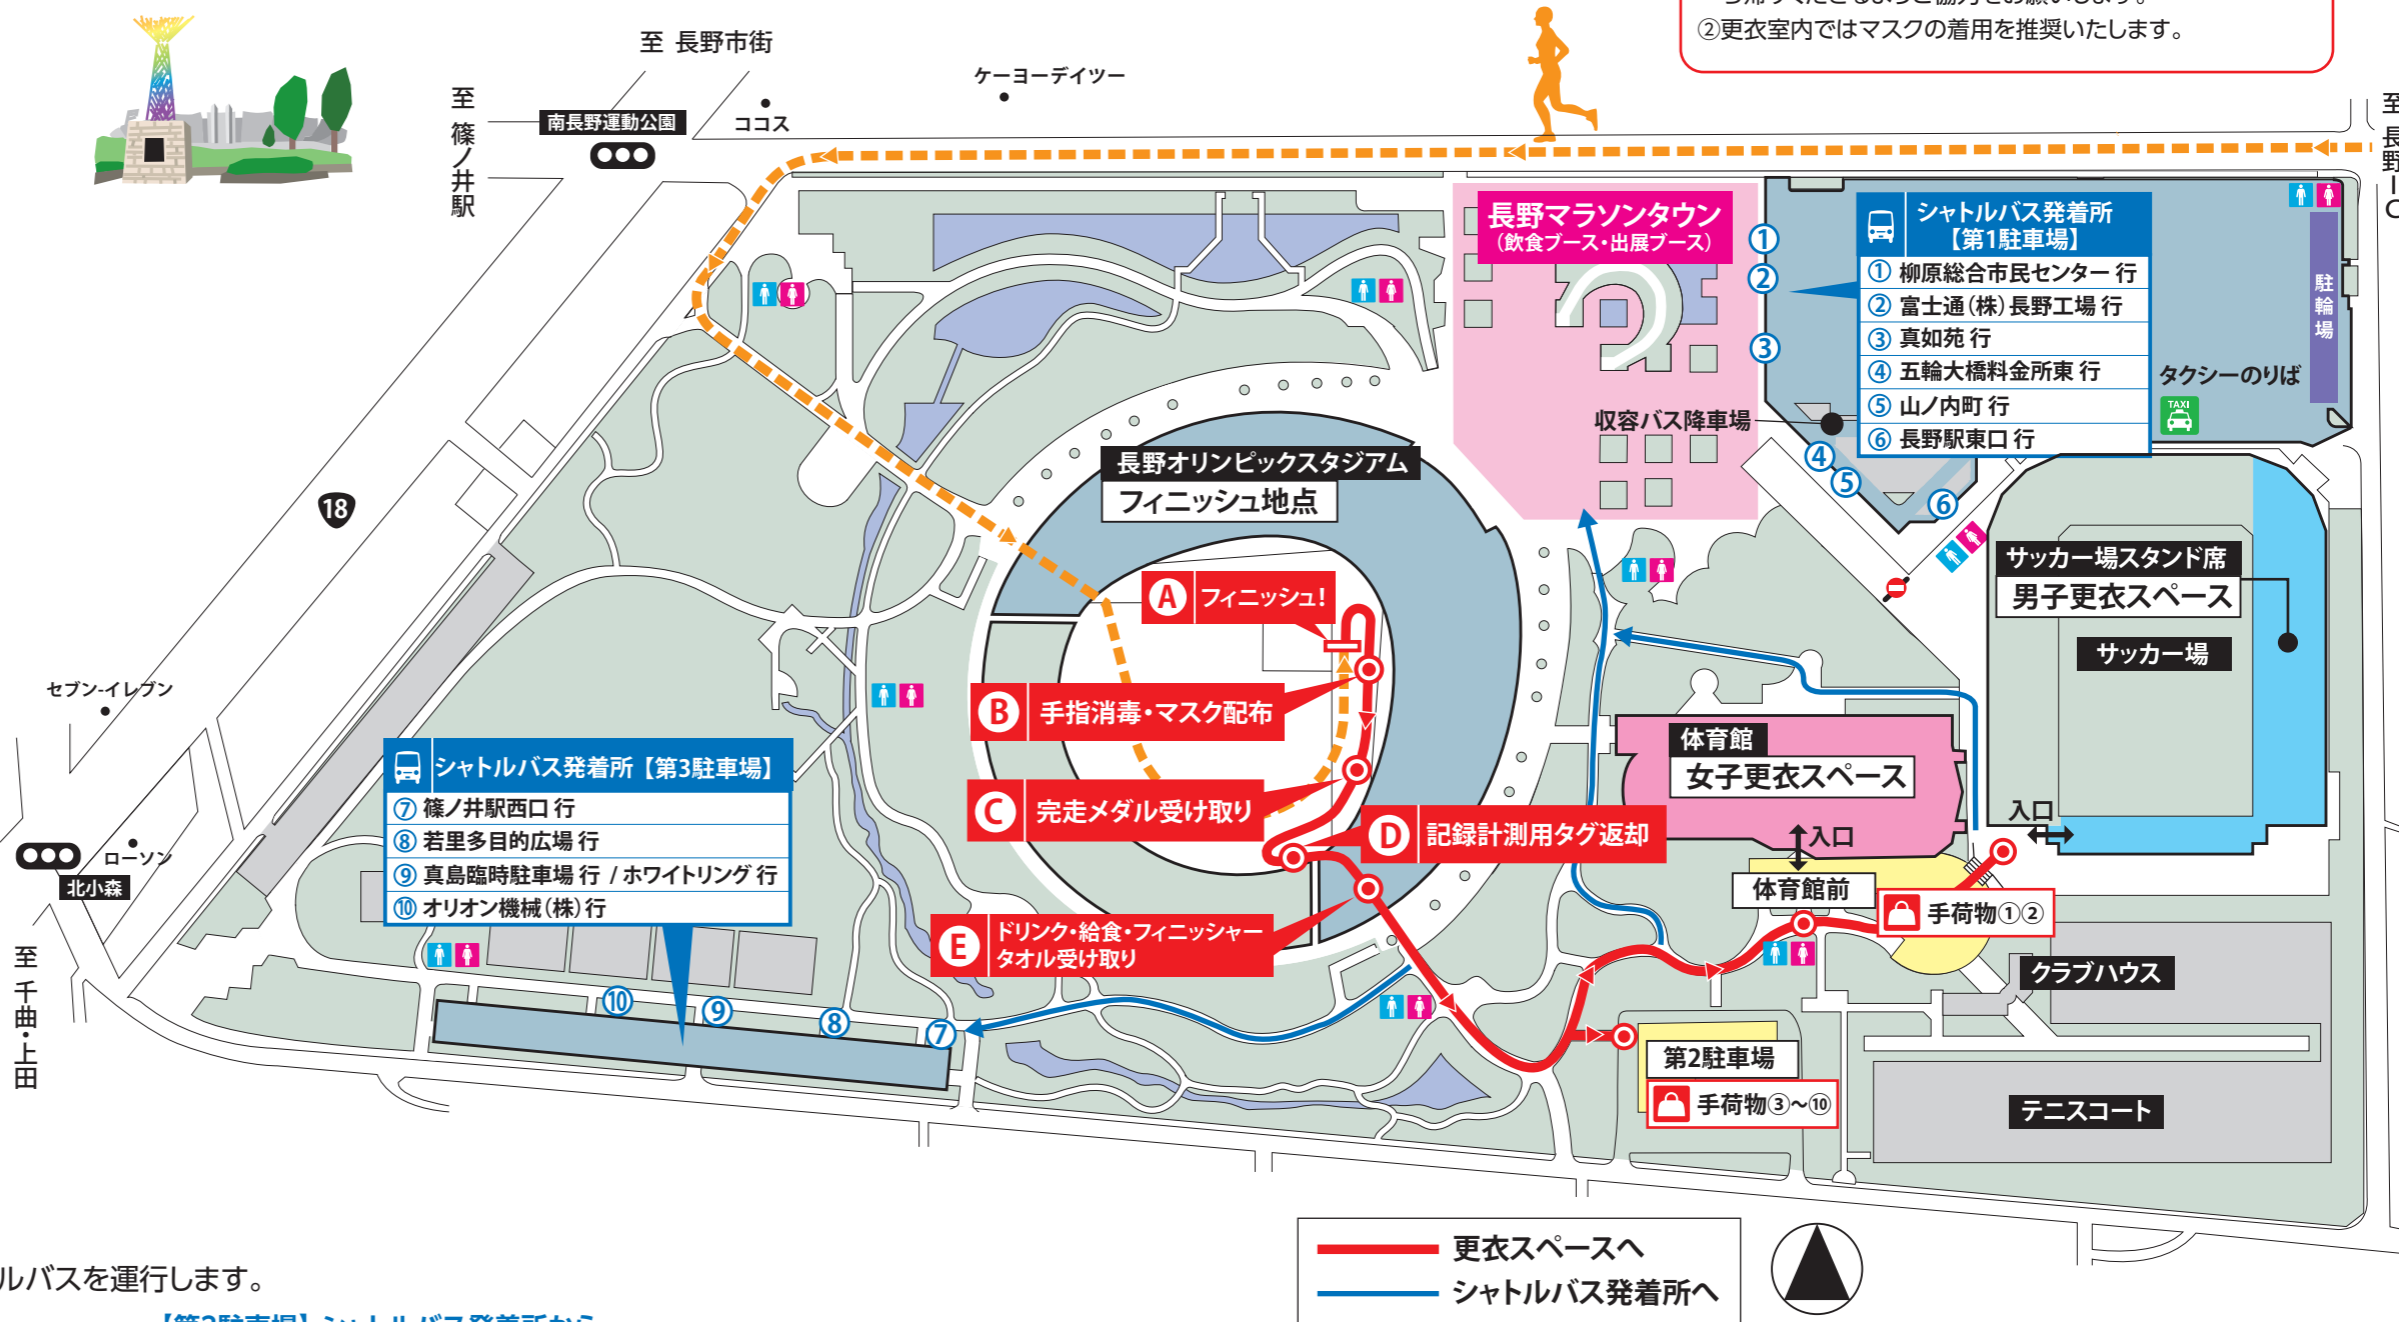 ②更衣室内ではマスクの着用を推奨いたします。
至 長野市街
ケーヨーデイツー
至 篠ノ井駅
南長野運動公園
ココス
至 長野IC
長野マラソンタウン
(飲食ブース・出展ブース)
①
②
③
シャトルバス発着所
【第1駐車場】
① 柳原総合市民センター 行
② 富士通(株)長野工場 行
③ 真如苑 行
④ 五輪大橋料金所東 行
⑤ 山ノ内町 行
⑥ 長野駅東口 行
駐輪場
タクシーのりば
TAXI
収容バス降車場
④
⑤
⑥
長野オリンピックスタジアム
フィニッシュ地点
18
サッカー場スタンド席
男子更衣スペース
サッカー場
A フィニッシュ!
B 手指消毒・マスク配布
C 完走メダル受け取り
D 記録計測用タグ返却
E ドリンク・給食・フィニッシャー
タオル受け取り
体育館
女子更衣スペース
入口
入口
体育館前
手荷物①②
クラブハウス
セブン-イレブン
シャトルバス発着所【第3駐車場】
⑦ 篠ノ井駅西口 行
⑧ 若里多目的広場 行
⑨ 真島臨時駐車場 行 / ホワイトリング 行
⑩ オリオン機械(株)行
ローソン
北小森
至 千曲・上田
⑩
⑨
⑧
⑦
第2駐車場
手荷物③～⑩
テニスコート
更衣スペースへ
シャトルバス発着所へ
ルバスを運行します。